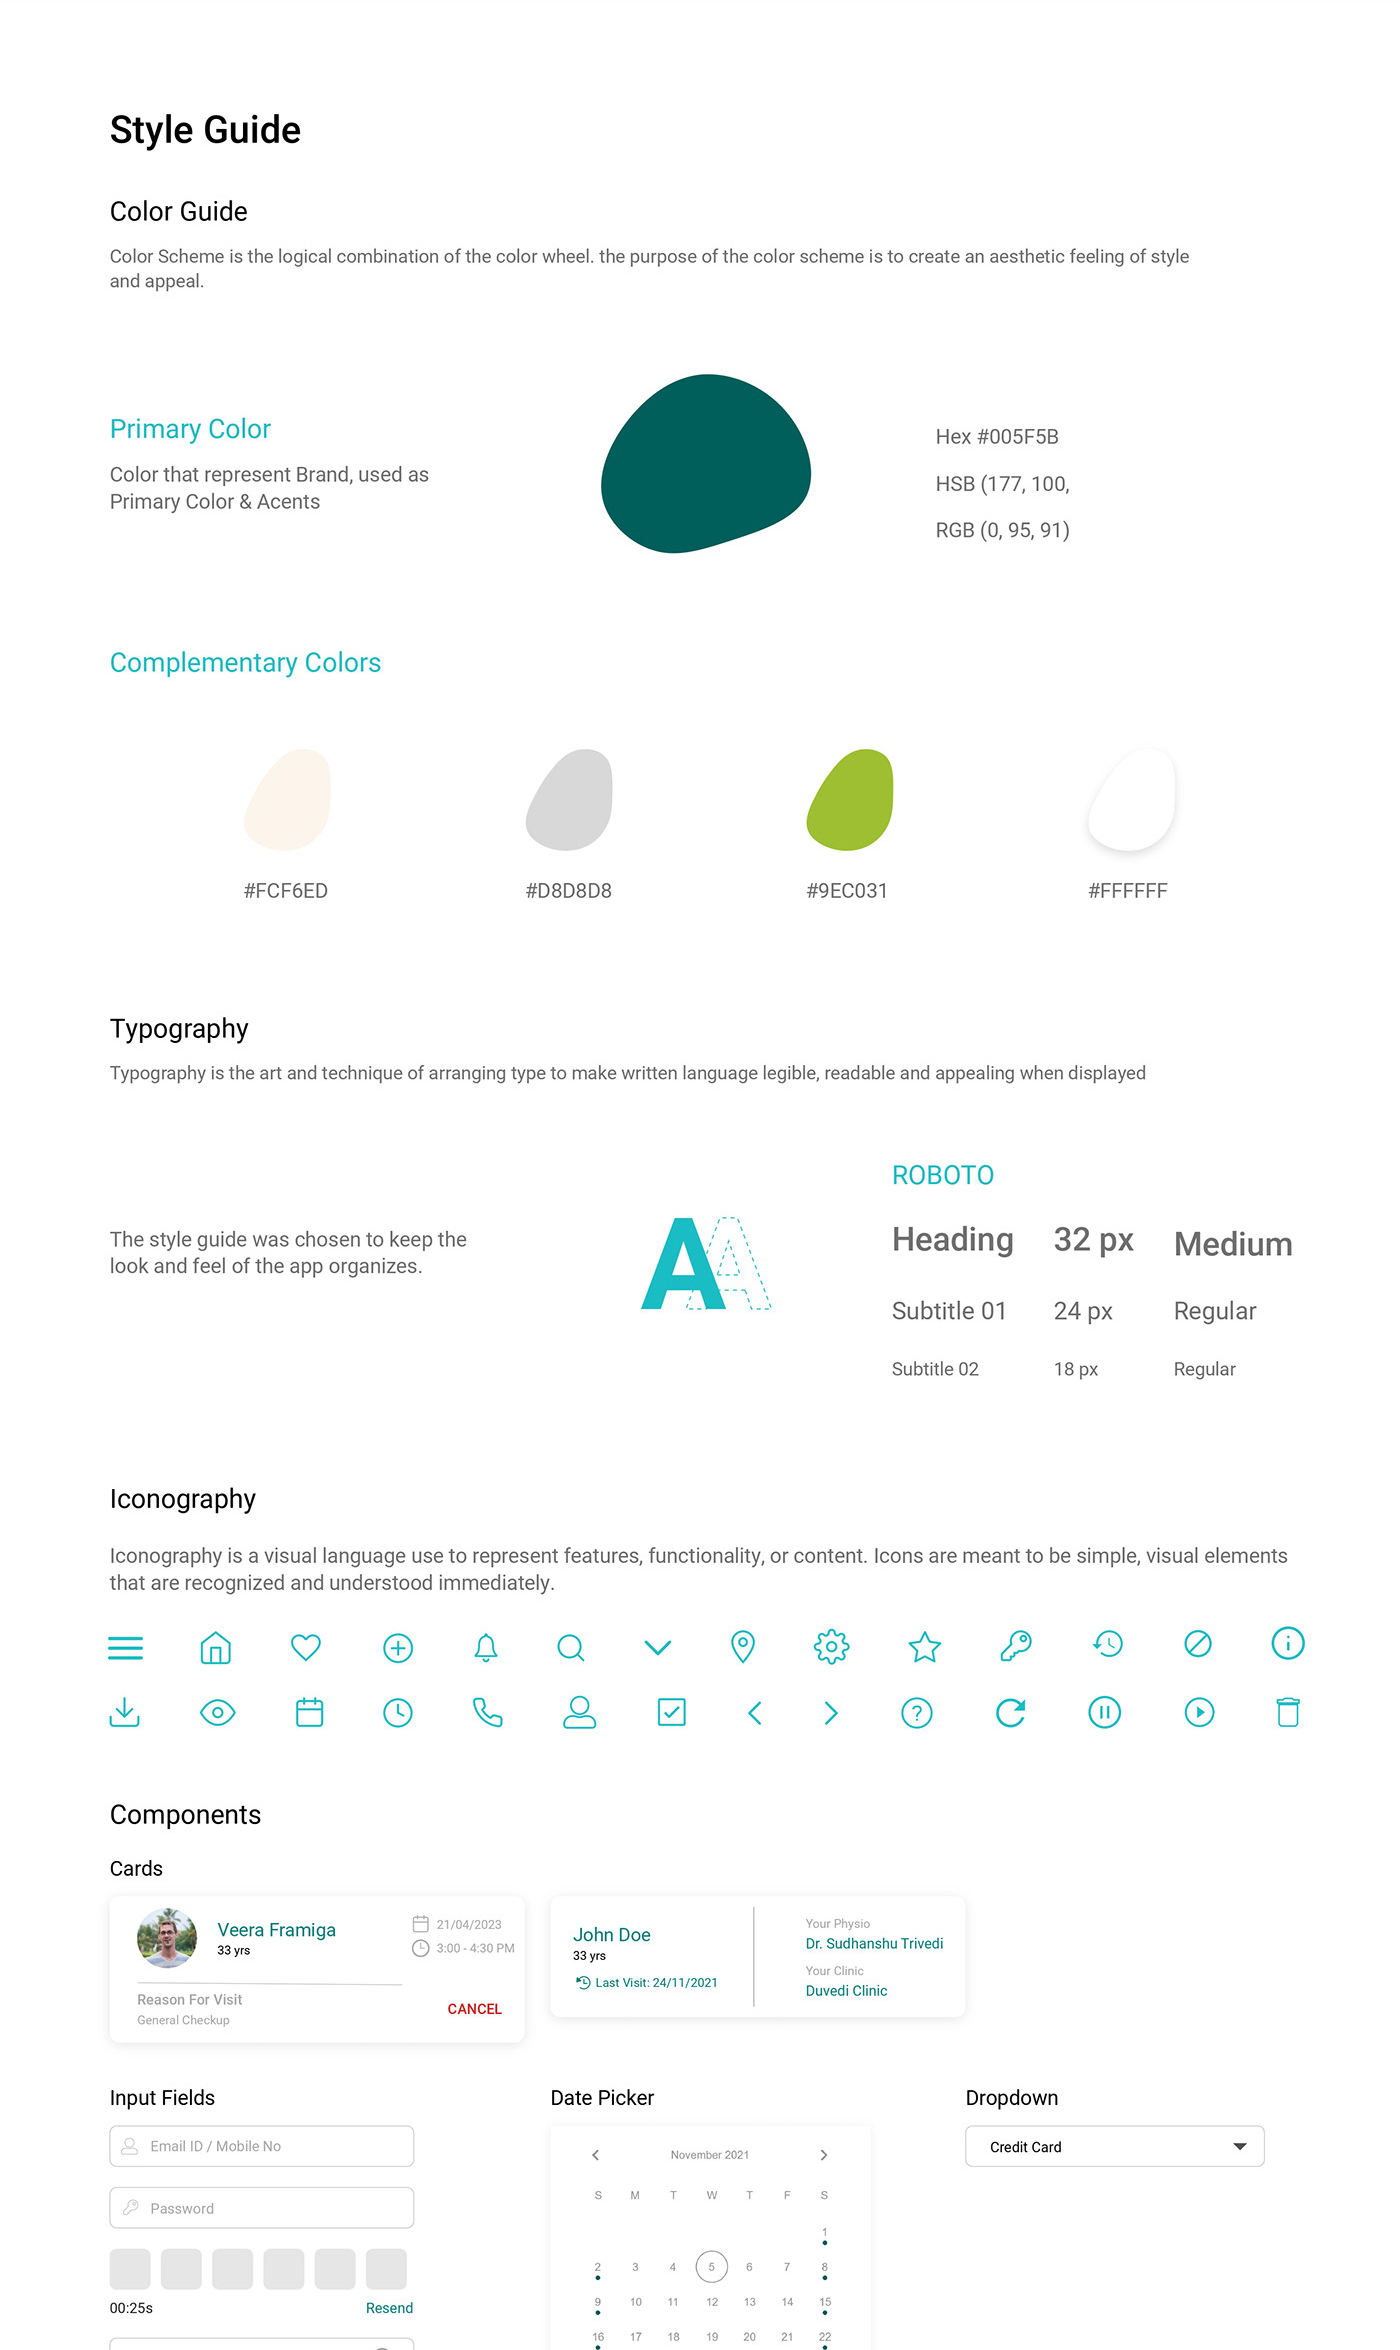 Style Guide
Color Guide
Color Scheme is the logical combination of the color wheel. the purpose of the color scheme is to create an aesthetic feeling of style
and appeal.
Primary Color
Color that represent Brand, used as
Primary Color & Acents
Hex #005F5B
HSB (177, 100,
RGB (0, 95, 91)
Complementary Colors
#FCF6ED #D8D8D8 #9EC031 #FFFFFF
Typography
Typography is the art and technique of arranging type to make written language legible, readable and appealing when displayed
The style guide was chosen to keep the
look and feel of the app organizes.
AA
ROBOTO
Heading 32 px Medium
Subtitle 01 24 px Regular
Subtitle 02 18 px Regular
Iconography
Iconography is a visual language use to represent features, functionality, or content. Icons are meant to be simple, visual elements
that are recognized and understood immediately.
Components
Cards
Veera Framiga
33 yrs
21/04/2023
3:00 - 4:30 PM
Reason For Visit
General Checkup
CANCEL
John Doe
33 yrs
Last Visit: 24/11/2021
Your Physio
Dr. Sudhanshu Trivedi
Your Clinic
Duvedi Clinic
Input Fields
Email ID / Mobile No
Password
00:25s Resend
Date Picker
November 2021
S M T W T F S
1
2 3 4 5 6 7 8
9 10 11 12 13 14 15
16 17 18 19 20 21 22
Dropdown
Credit Card